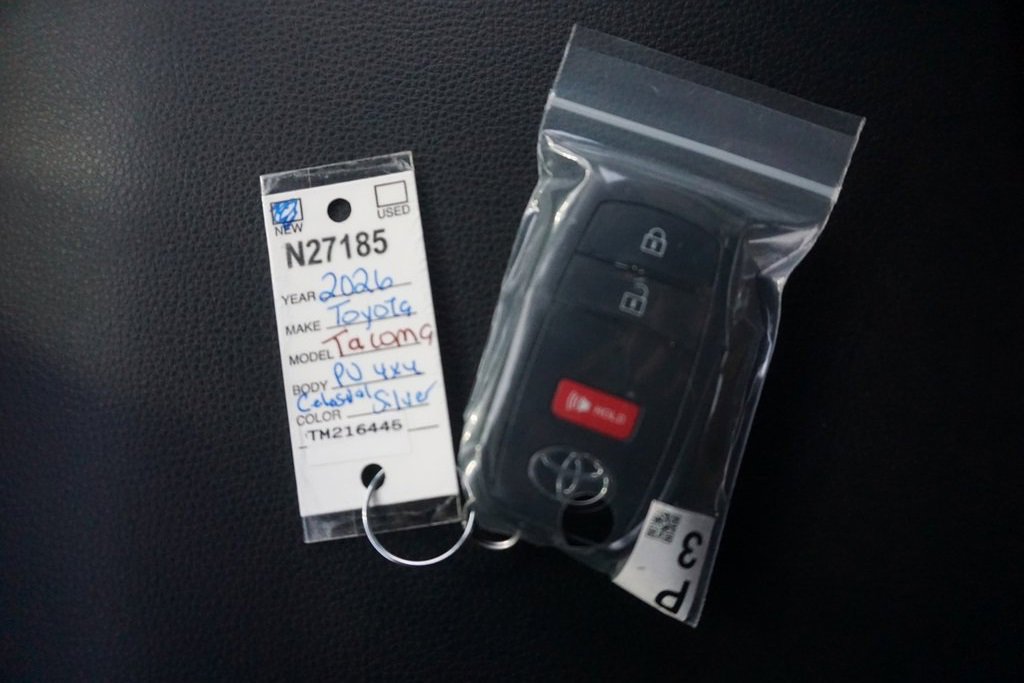 NEW
USED
N27185
YEAR 2026
MAKE Toyota
MODEL Tacoma
BODY PU 4x4
COLOR Celestial Silver
TM216445
HOLD
3
P